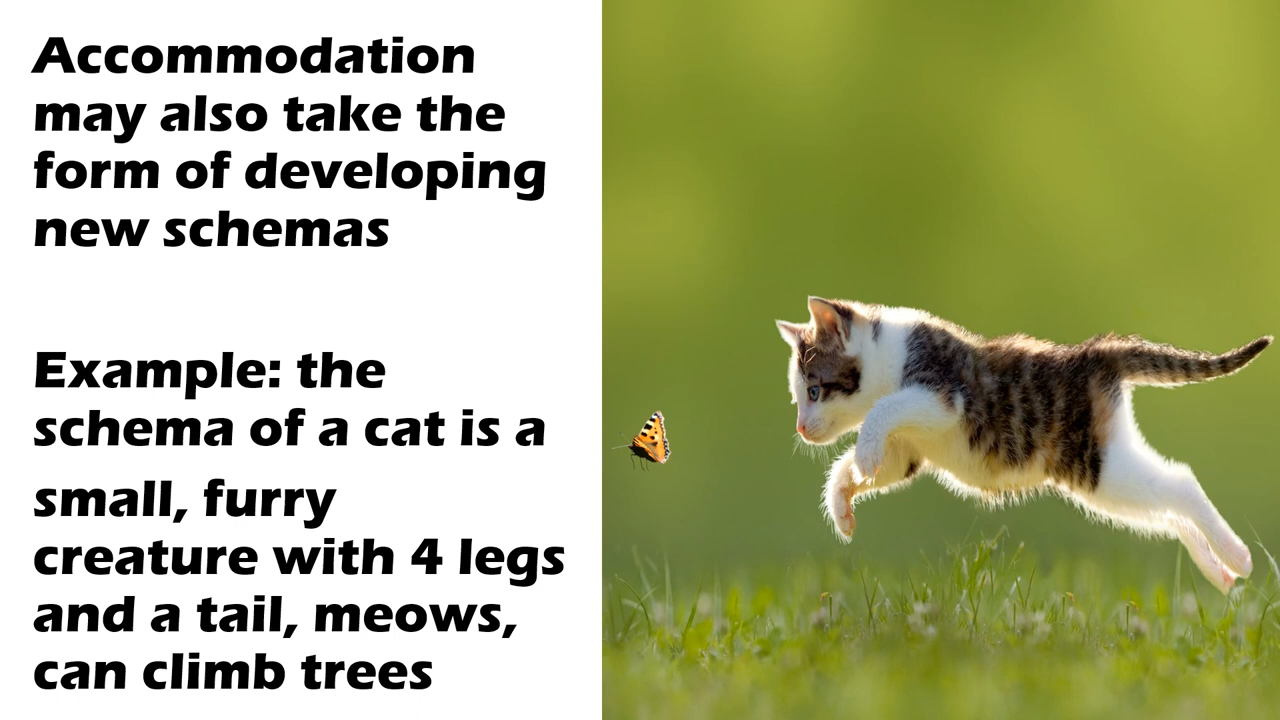 Accommodation
may also take the
form of developing
new schemas
Example: the
schema of a cat is a
small, furry
creature with 4 legs
and a tail, meows,
can climb trees